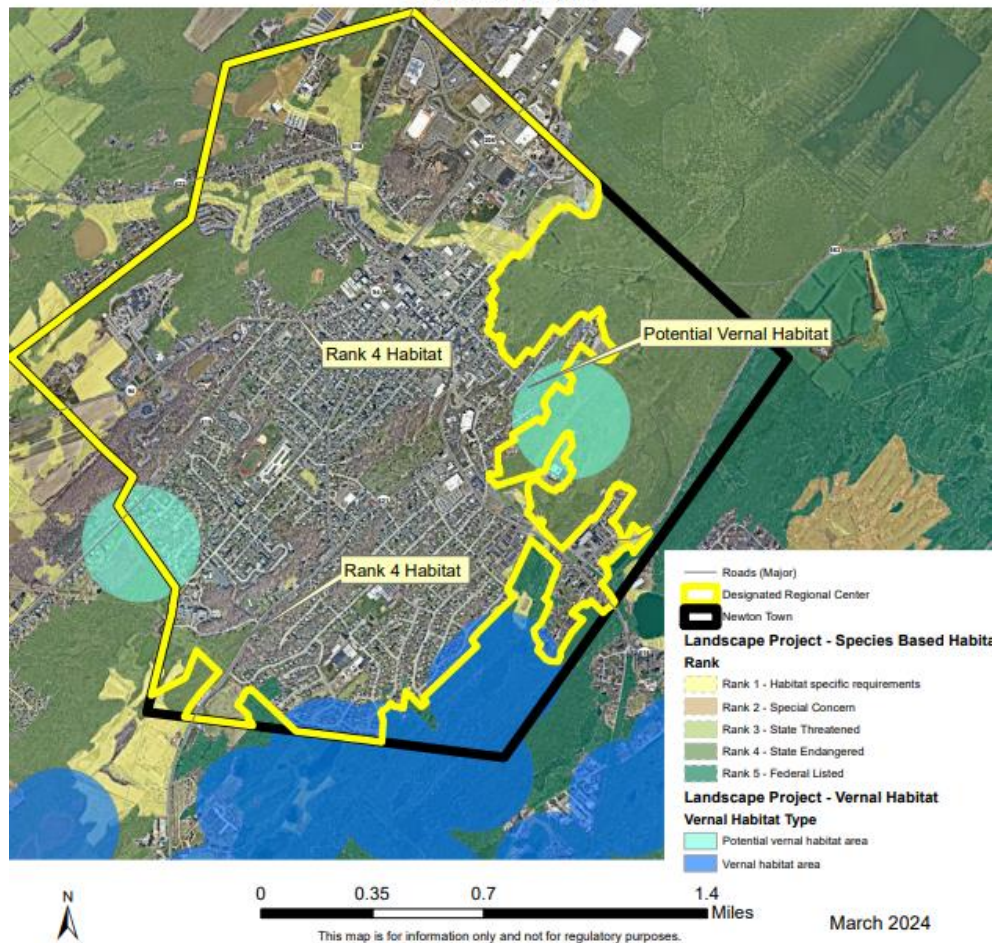 Rank 4 Habitat
Potential Vernal Habitat
Rank 4 Habitat
Roads (Major)
Designated Regional Center
Newton Town
Landscape Project - Species Based Habita
Rank
Rank 1 - Habitat specific requirements
Rank 2 - Special Concern
Rank 3 - State Threatened
Rank 4 - State Endangered
Rank 5 - Federal Listed
Landscape Project - Vernal Habitat
Vernal Habitat Type
Potential vernal habitat area
Vernal habitat area
N
0 0.35 0.7 1.4
Miles
This map is for information only and not for regulatory purposes.
March 2024